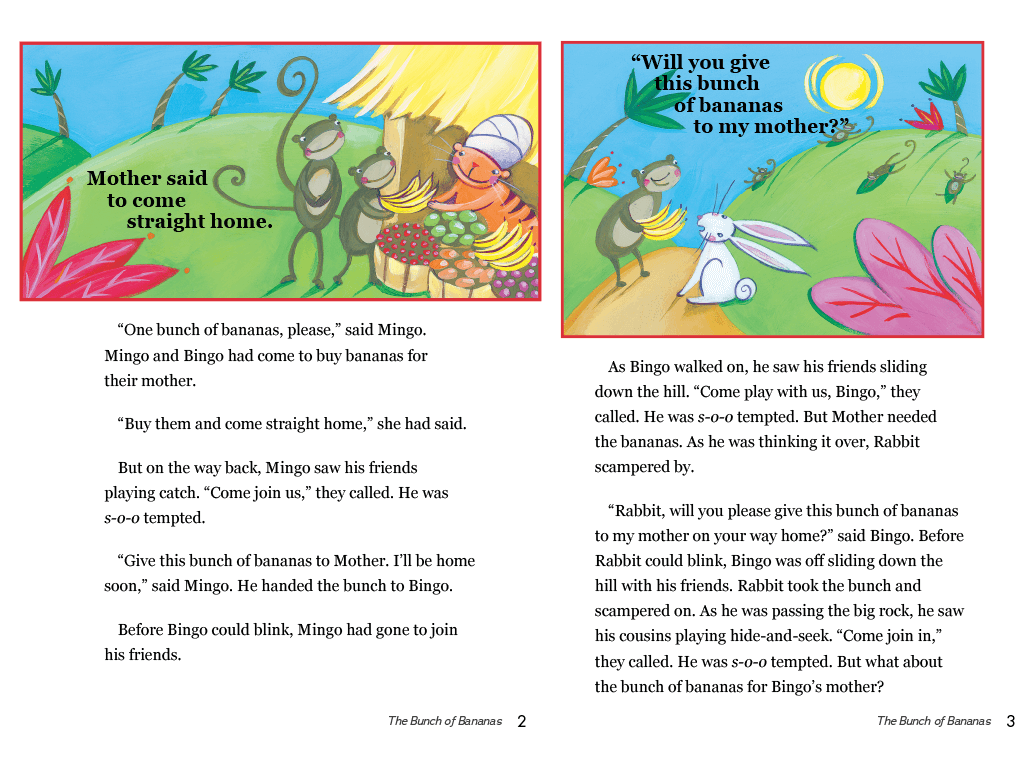 Mother said
to come
straight home.
“One bunch of bananas, please,” said Mingo.
Mingo and Bingo had come to buy bananas for
their mother.
“Buy them and come straight home,” she had said.
But on the way back, Mingo saw his friends
playing catch. “Come join us,” they called. He was
s-o-o tempted.
“Give this bunch of bananas to Mother. I’ll be home
soon,” said Mingo. He handed the bunch to Bingo.
Before Bingo could blink, Mingo had gone to join
his friends.
The Bunch of Bananas 2
“Will you give
this bunch
of bananas
to my mother?”
As Bingo walked on, he saw his friends sliding
down the hill. “Come play with us, Bingo,” they
called. He was s-o-o tempted. But Mother needed
the bananas. As he was thinking it over, Rabbit
scampered by.
“Rabbit, will you please give this bunch of bananas
to my mother on your way home?” said Bingo. Before
Rabbit could blink, Bingo was off sliding down the
hill with his friends. Rabbit took the bunch and
scampered on. As he was passing the big rock, he saw
his cousins playing hide-and-seek. “Come join in,”
they called. He was s-o-o tempted. But what about
the bunch of bananas for Bingo’s mother?
The Bunch of Bananas 3